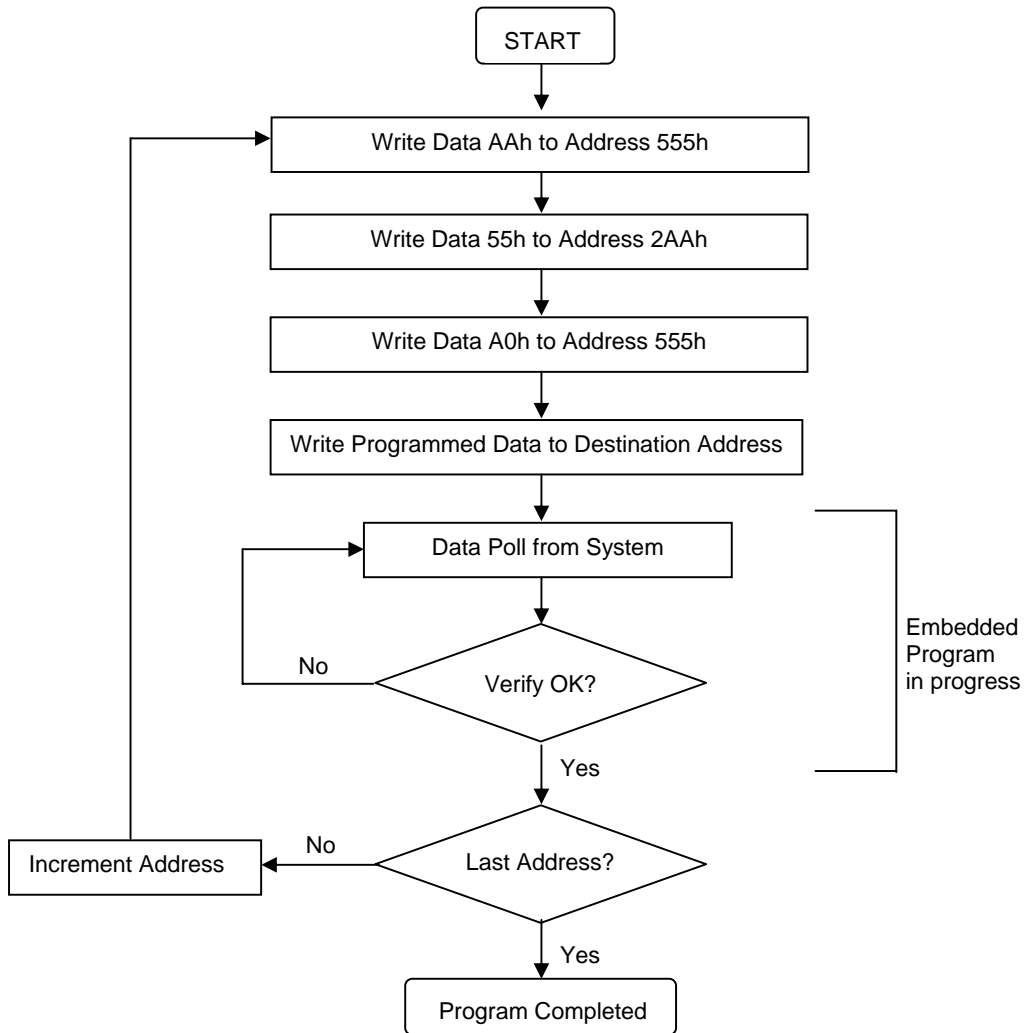 START
Write Data AAh to Address 555h
Write Data 55h to Address 2AAh
Write Data A0h to Address 555h
Write Programmed Data to Destination Address
Data Poll from System
Embedded
Program
in progress
No
Verify OK?
Yes
Increment Address
No
Last Address?
Yes
Program Completed